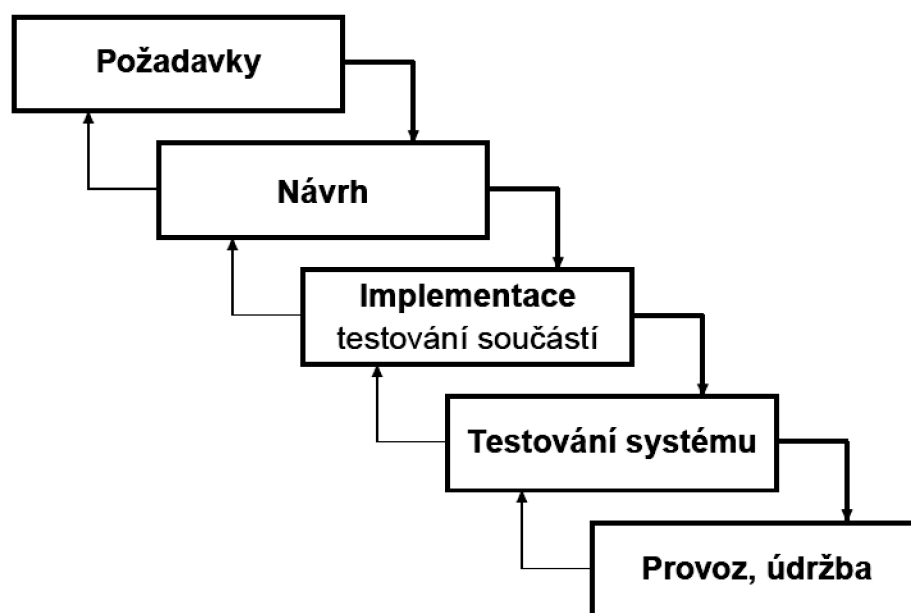 Požadavky
Návrh
Implementace
testování součástí
Testování systému
Provoz, údržba